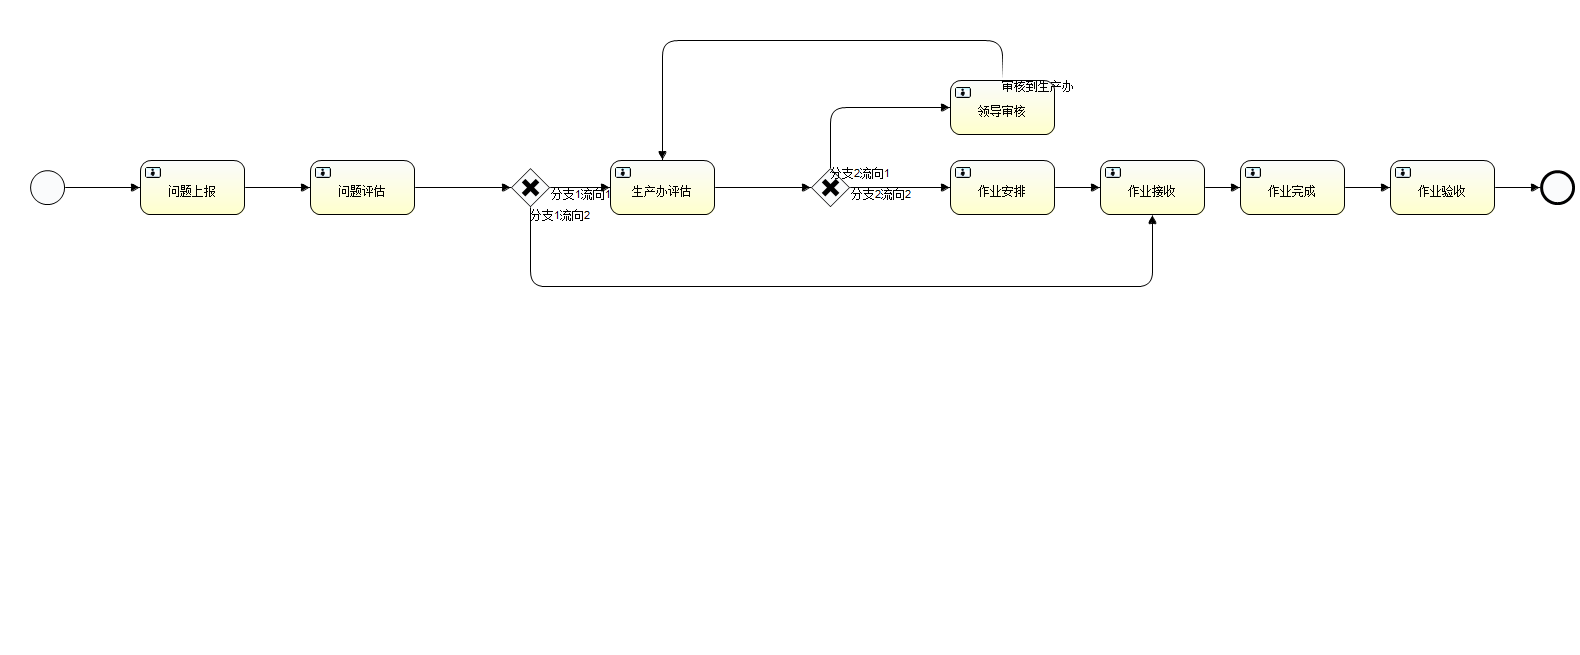 审核到生产办
领导审核
分支2流向1
问题上报
问题评估
分支1流向1
生产办评估
分支2流向2
作业安排
作业接收
作业完成
作业验收
分支1流向2